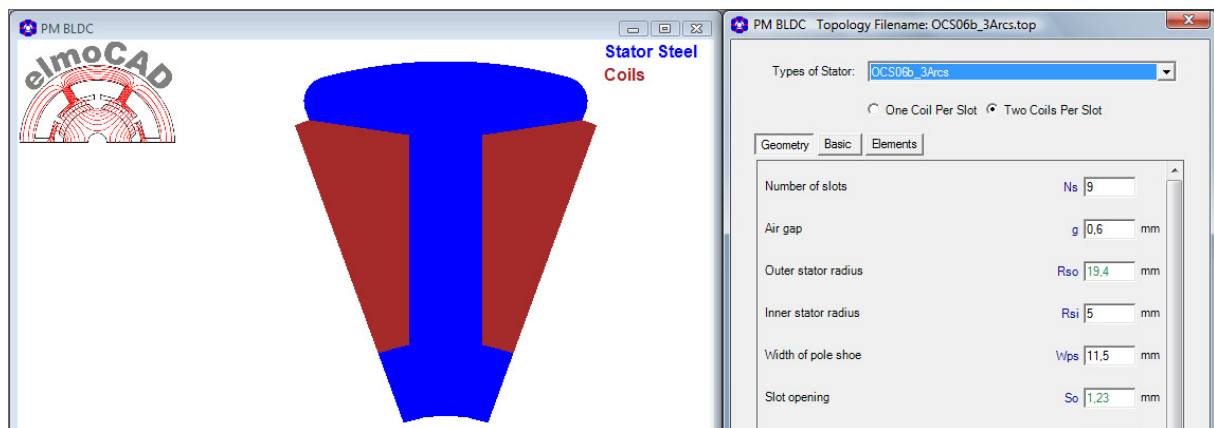 PM BLDC
elmoCAD
Stator Steel
Coils
PM BLDC Topology Filename: OCS06b_3Arcs.top
Types of Stator: OCS06b_3Arcs
One Coil Per Slot Two Coils Per Slot
Geometry Basic Elements
Number of slots Ns 9
Air gap g 0,6 mm
Outer stator radius Rso 19,4 mm
Inner stator radius Rsi 5 mm
Width of pole shoe Wps 11,5 mm
Slot opening So 1,23 mm